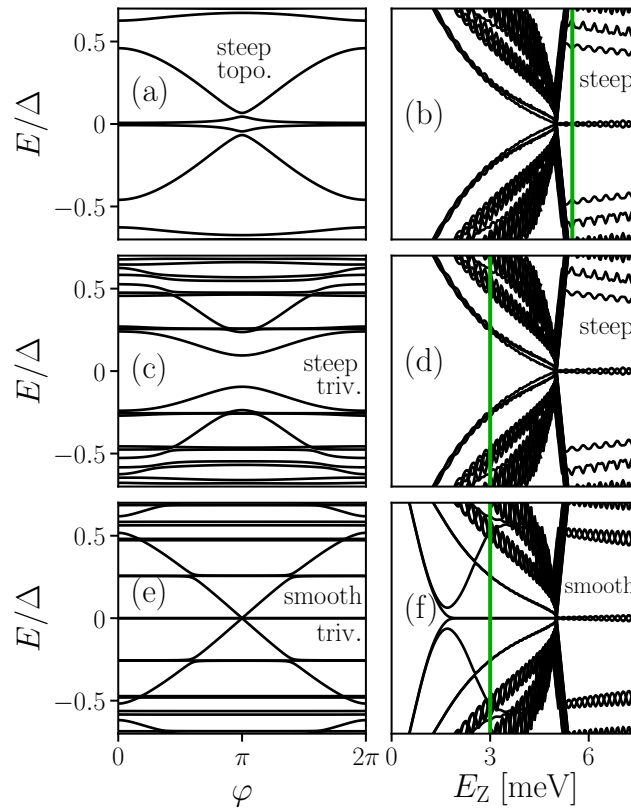 E/Δ
0.5
0
−0.5
steep
topo.
(a)
(b)
steep
E/Δ
0.5
0
−0.5
(c)
steep
triv.
(d)
steep
E/Δ
0.5
0
−0.5
(e)
smooth
triv.
(f)
smooth
0
π
2π
φ
0
3
6
E_Z [meV]